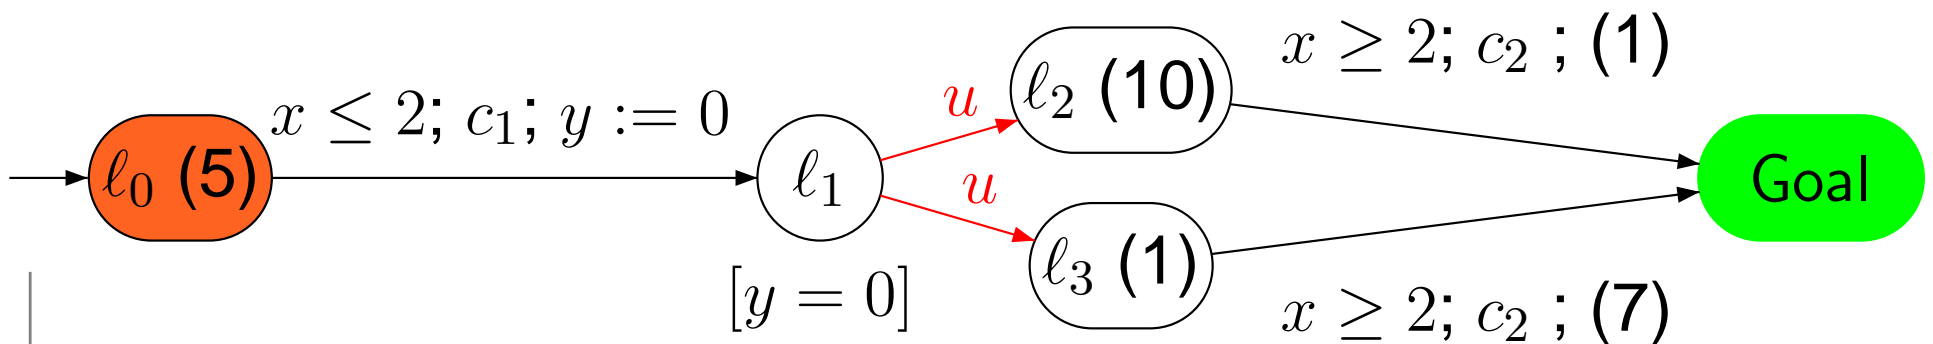 x ≥ 2; c₂ ; (1)
ℓ₂ (10)
u
x ≤ 2; c₁; y := 0
ℓ₀ (5)
ℓ₁
u
Goal
ℓ₃ (1)
[y = 0]
x ≥ 2; c₂ ; (7)